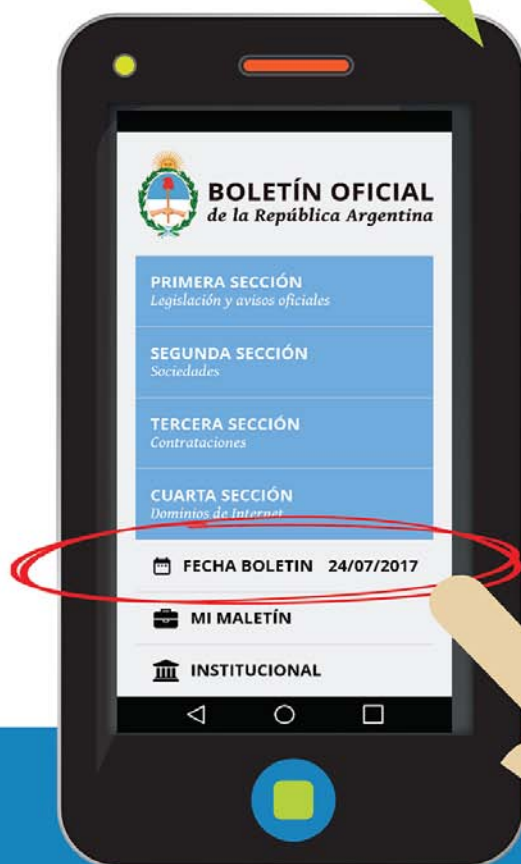 BOLETÍN OFICIAL
de la República Argentina
PRIMERA SECCIÓN
Legislación y avisos oficiales
SEGUNDA SECCIÓN
Sociedades
TERCERA SECCIÓN
Contrataciones
CUARTA SECCIÓN
Dominios de Internet
FECHA BOLETIN 24/07/2017
MI MALETÍN
INSTITUCIONAL